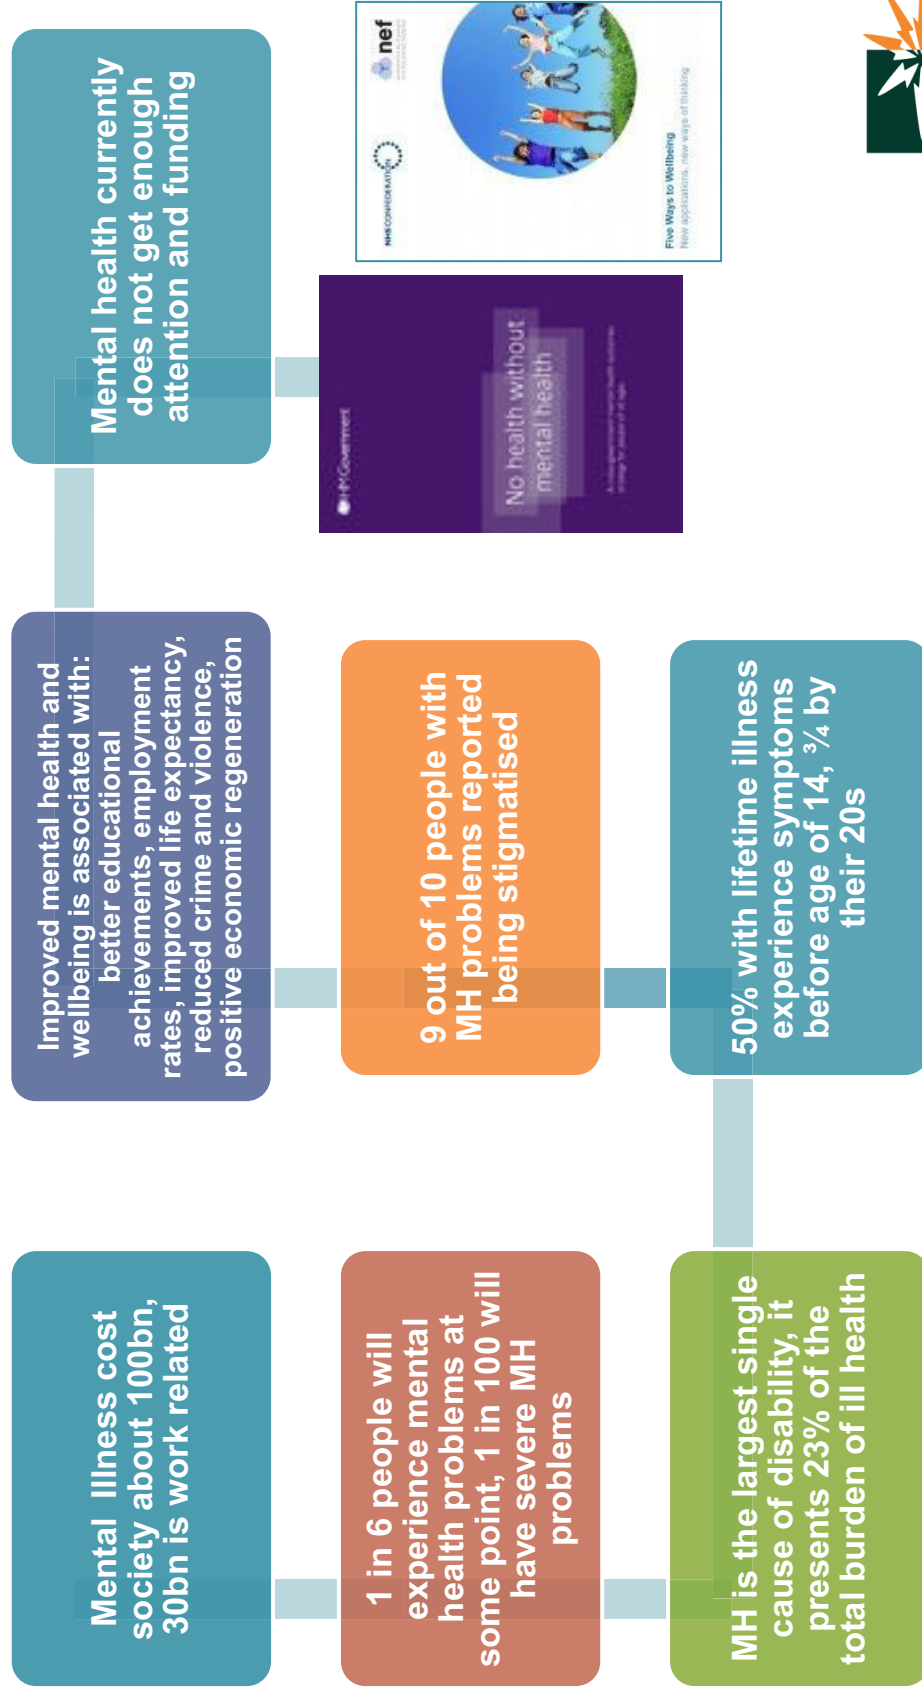 Mental Illness cost
society about 100bn,
30bn is work related
1 in 6 people will
experience mental
health problems at
some point, 1 in 100 will
have severe MH
problems
MH is the largest single
cause of disability, it
presents 23% of the
total burden of ill health
50% with lifetime illness
experience symptoms
before age of 14, ¾ by
their 20s
9 out of 10 people with
MH problems reported
being stigmatised
Improved mental health and
wellbeing is associated with:
better educational
achievements, employment
rates, improved life expectancy,
reduced crime and violence,
positive economic regeneration
Mental health currently
does not get enough
attention and funding
HM Government
No health without
mental health
NHS CONFEDERATION
nef
Five Ways to Wellbeing
New applications, new ways of thinking